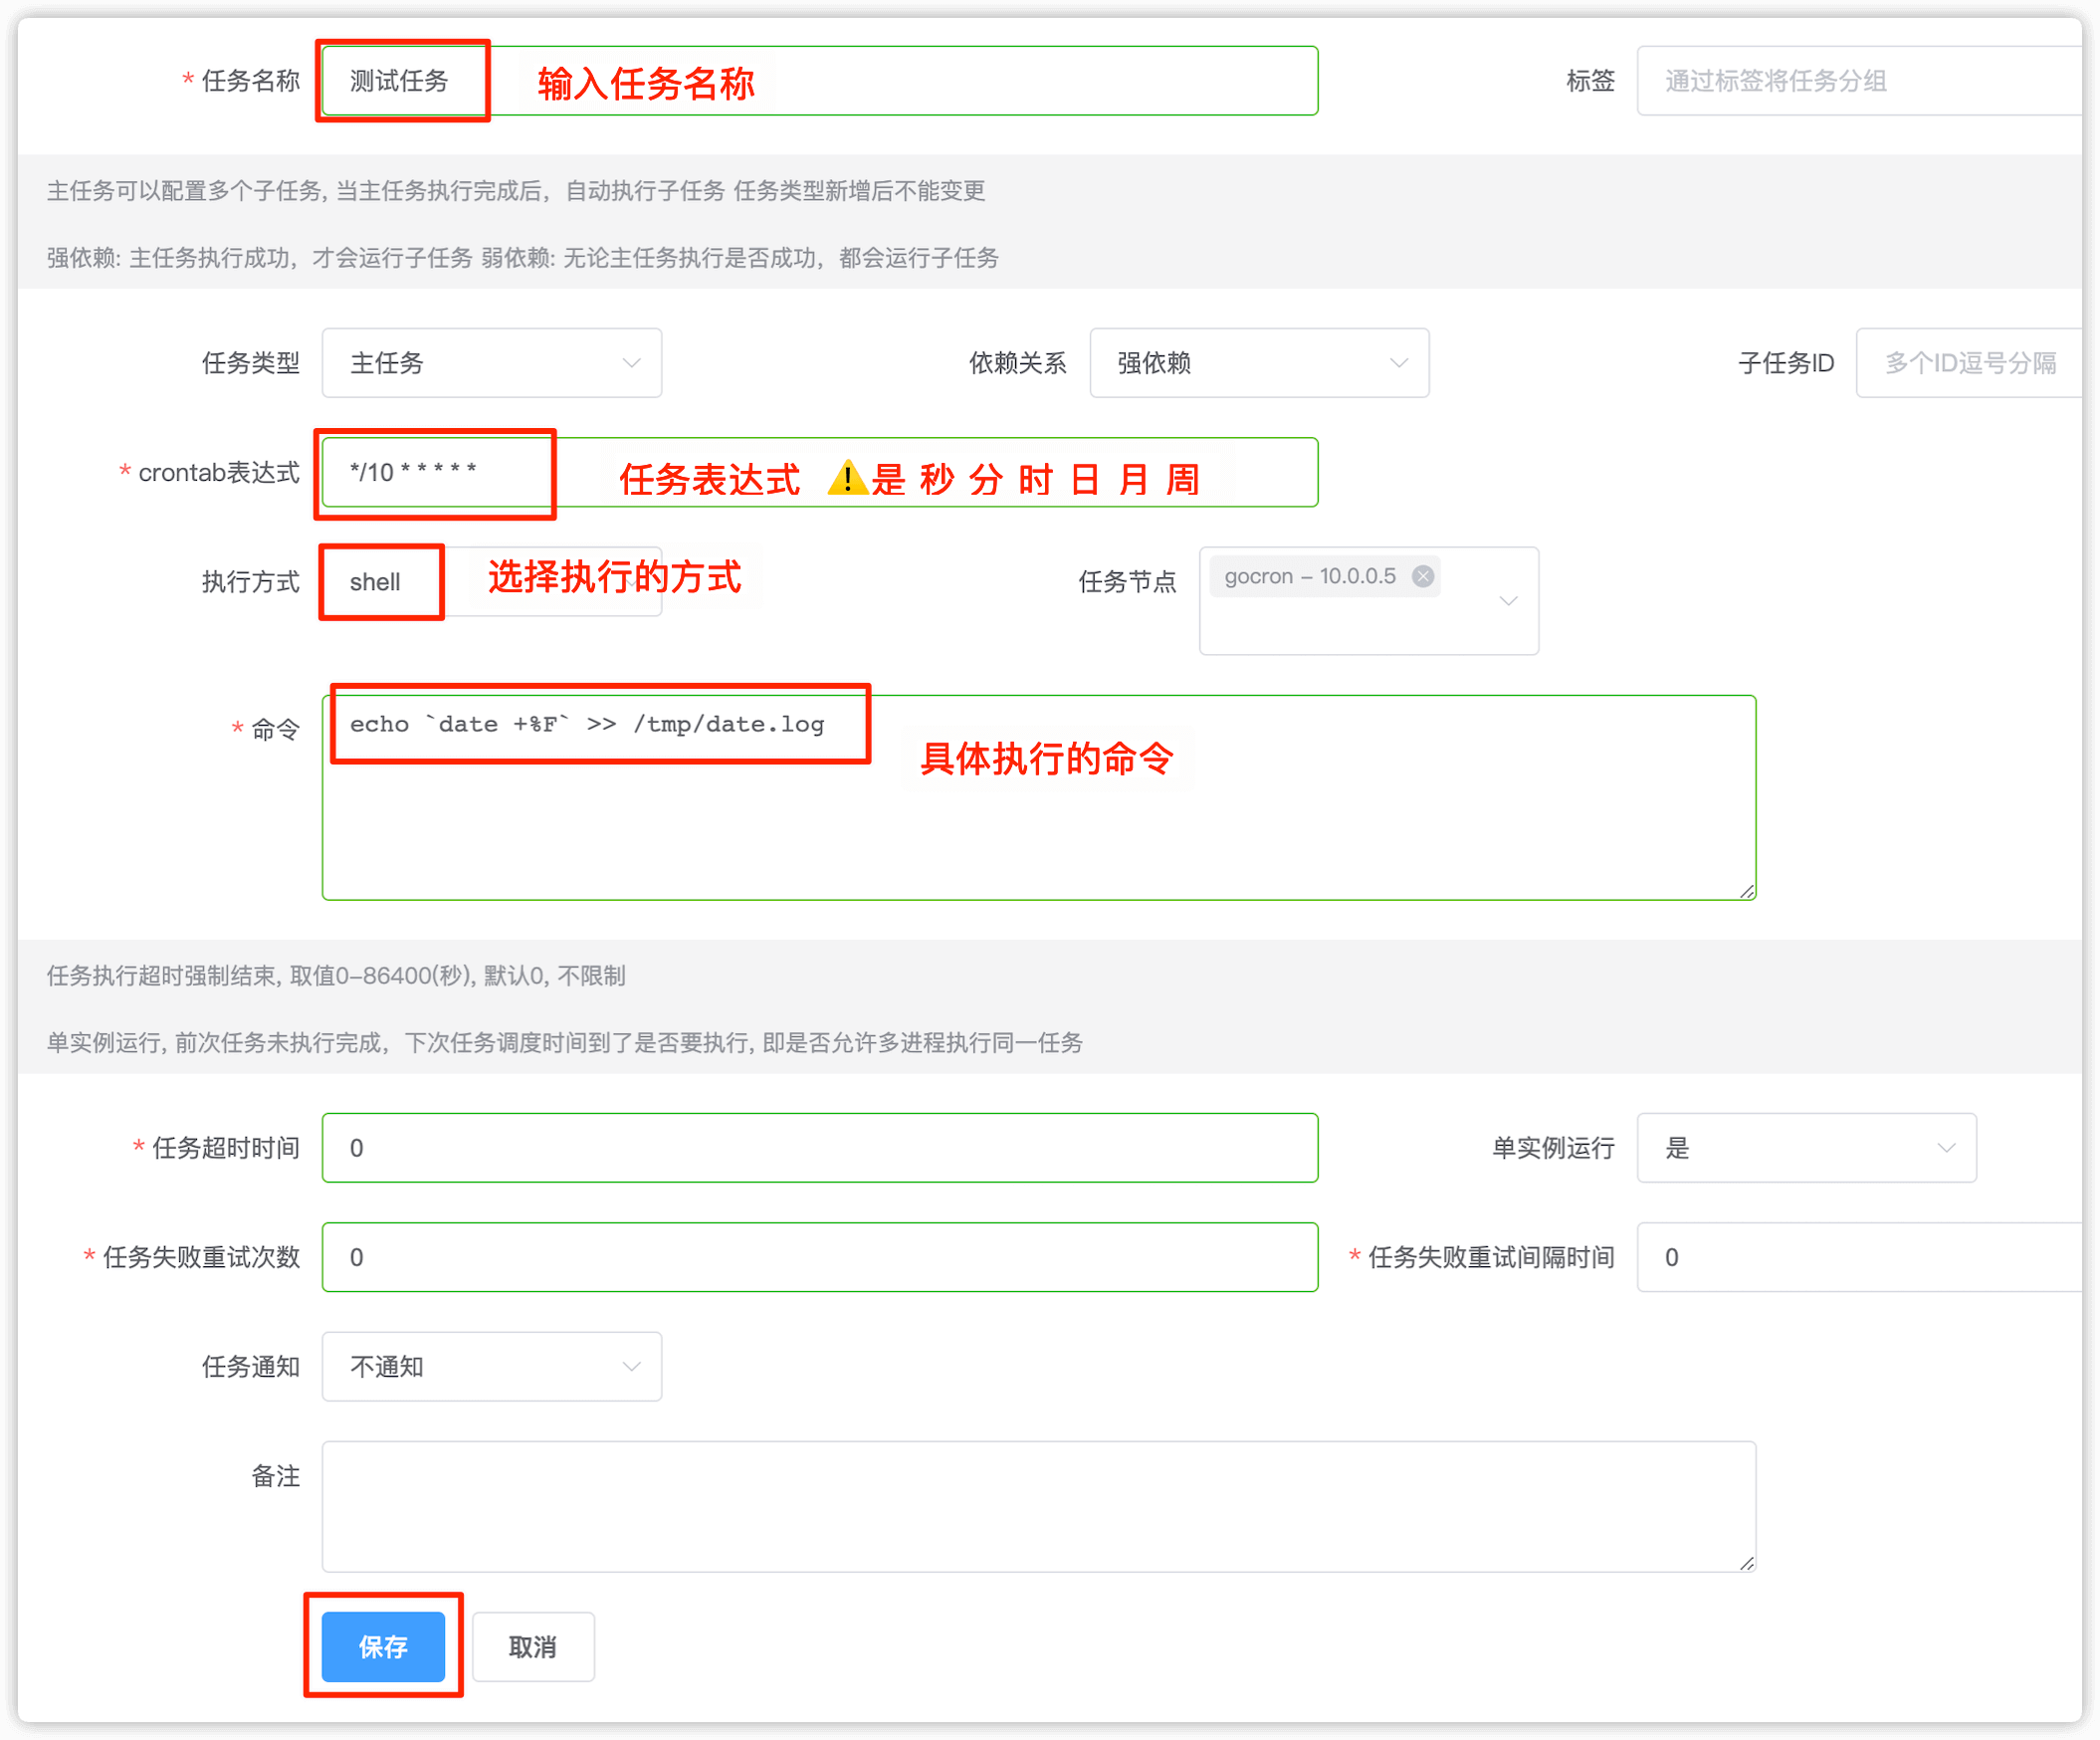 * 任务名称 测试任务 输入任务名称 标签 通过标签将任务分组
主任务可以配置多个子任务, 当主任务执行完成后，自动执行子任务 任务类型新增后不能变更
强依赖: 主任务执行成功，才会运行子任务 弱依赖: 无论主任务执行是否成功，都会运行子任务
任务类型 主任务 依赖关系 强依赖 子任务ID 多个ID逗号分隔
* crontab表达式 */10 * * * * * 任务表达式 ⚠️是 秒 分 时 日 月 周
执行方式 shell 选择执行的方式 任务节点 gocron – 10.0.0.5
* 命令 echo `date +%F` >> /tmp/date.log
具体执行的命令
任务执行超时强制结束, 取值0–86400(秒), 默认0, 不限制
单实例运行, 前次任务未执行完成，下次任务调度时间到了是否要执行, 即是否允许多进程执行同一任务
* 任务超时时间 0 单实例运行 是
* 任务失败重试次数 0 * 任务失败重试间隔时间 0
任务通知 不通知
备注
保存 取消